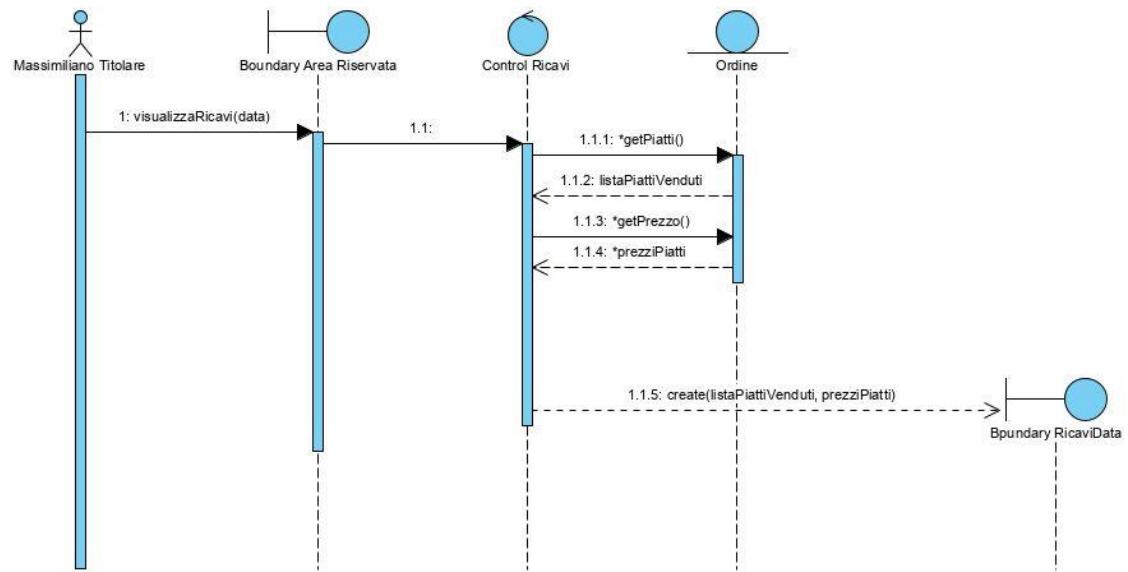 Massimiliano Titolare
Boundary Area Riservata
Control Ricavi
Ordine
1: visualizzaRicavi(data)
1.1:
1.1.1: *getPiatti()
1.1.2: listaPiattiVenduti
1.1.3: *getPrezzo()
1.1.4: *prezziPiatti
1.1.5: create(listaPiattiVenduti, prezziPiatti)
Bpundary RicaviData